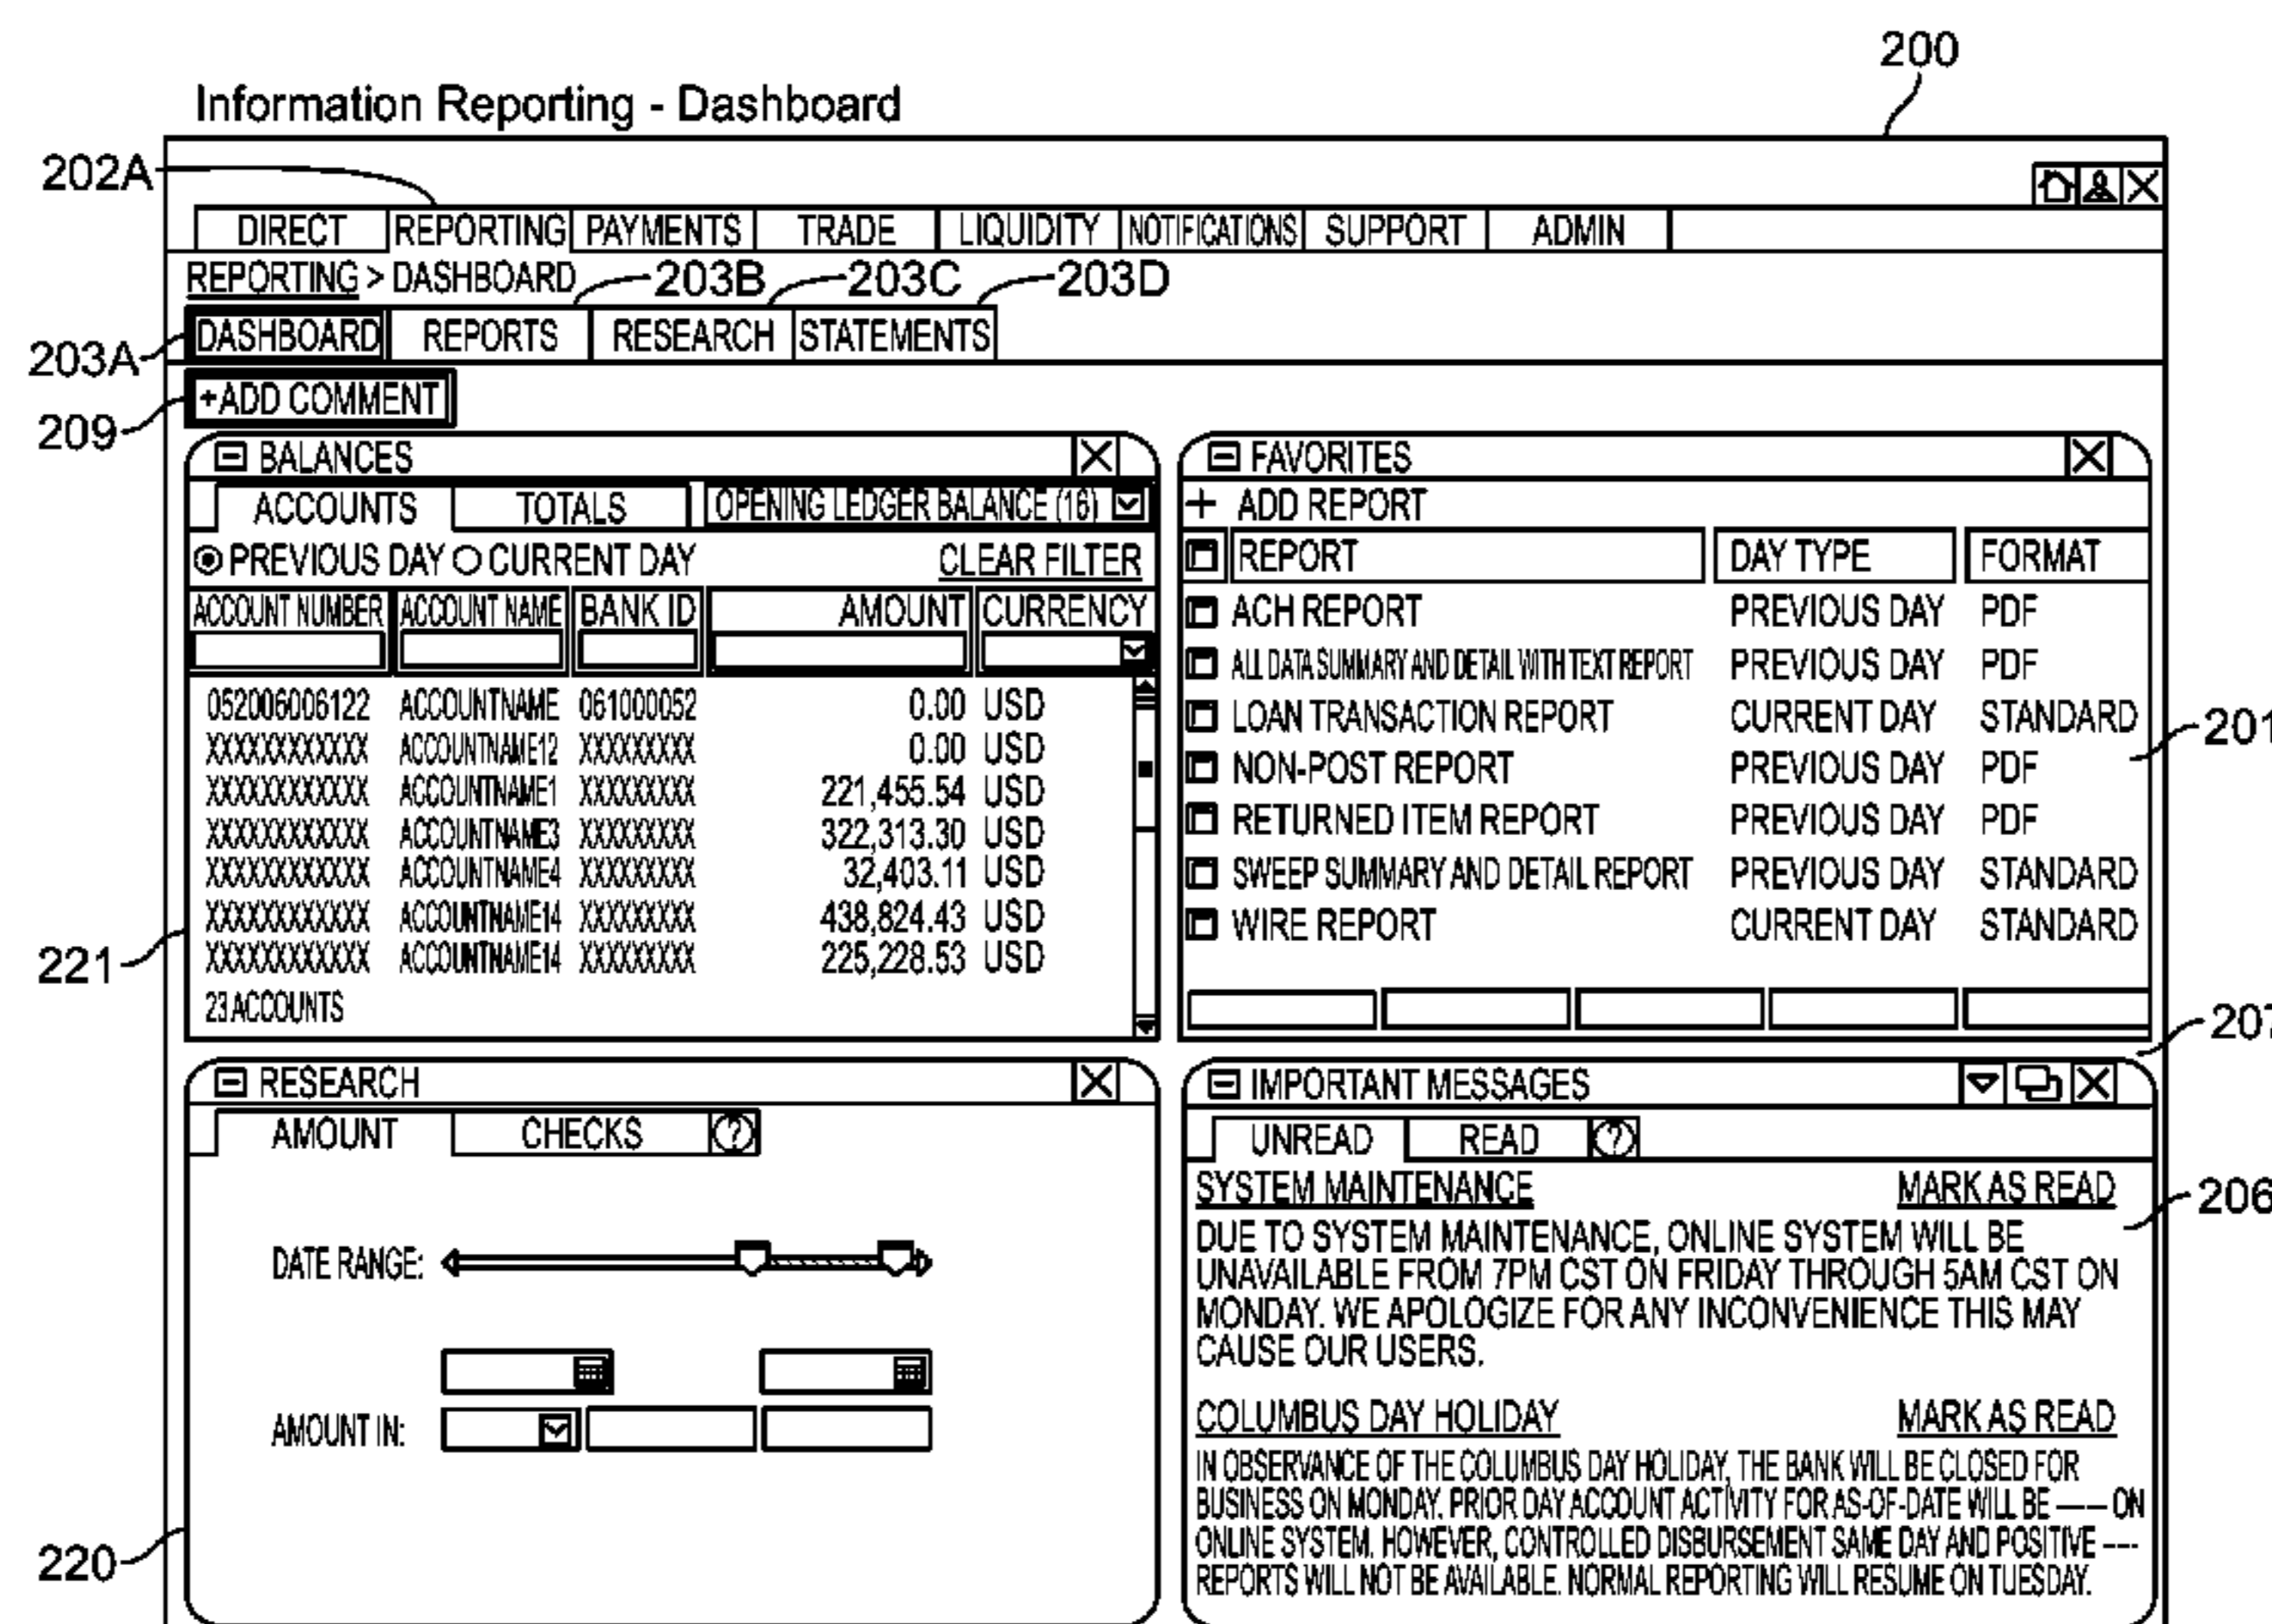 200
Information Reporting - Dashboard
202A
DIRECT REPORTING PAYMENTS TRADE LIQUIDITY NOTIFICATIONS SUPPORT ADMIN
REPORTING > DASHBOARD 203B 203C 203D
203A DASHBOARD REPORTS RESEARCH STATEMENTS
209 +ADD COMMENT
BALANCES
ACCOUNTS TOTALS OPENING LEDGER BALANCE (16)
PREVIOUS DAY CURRENT DAY CLEAR FILTER
ACCOUNT NUMBER ACCOUNT NAME BANK ID AMOUNT CURRENCY
052006006122 ACCOUNTNAME 061000052 0.00 USD
XXXXXXXXXXXX ACCOUNTNAME12 XXXXXXXXX 0.00 USD
XXXXXXXXXXXX ACCOUNTNAME1 XXXXXXXXX 221,455.54 USD
XXXXXXXXXXXX ACCOUNTNAME3 XXXXXXXXX 322,313.30 USD
XXXXXXXXXXXX ACCOUNTNAME4 XXXXXXXXX 32,403.11 USD
XXXXXXXXXXXX ACCOUNTNAME14 XXXXXXXXX 438,824.43 USD
XXXXXXXXXXXX ACCOUNTNAME14 XXXXXXXXX 225,228.53 USD
23 ACCOUNTS
221
FAVORITES
+ ADD REPORT
REPORT DAY TYPE FORMAT
ACH REPORT PREVIOUS DAY PDF
ALL DATA SUMMARY AND DETAIL WITH TEXT REPORT PREVIOUS DAY PDF
LOAN TRANSACTION REPORT CURRENT DAY STANDARD
NON-POST REPORT PREVIOUS DAY PDF
RETURNED ITEM REPORT PREVIOUS DAY PDF
SWEEP SUMMARY AND DETAIL REPORT PREVIOUS DAY STANDARD
WIRE REPORT CURRENT DAY STANDARD
201
207
RESEARCH
AMOUNT CHECKS ?
DATE RANGE:
AMOUNT IN:
220
IMPORTANT MESSAGES
UNREAD READ ?
SYSTEM MAINTENANCE MARK AS READ
206
DUE TO SYSTEM MAINTENANCE, ONLINE SYSTEM WILL BE
UNAVAILABLE FROM 7PM CST ON FRIDAY THROUGH 5AM CST ON
MONDAY. WE APOLOGIZE FOR ANY INCONVENIENCE THIS MAY
CAUSE OUR USERS.
COLUMBUS DAY HOLIDAY MARK AS READ
IN OBSERVANCE OF THE COLUMBUS DAY HOLIDAY, THE BANK WILL BE CLOSED FOR
BUSINESS ON MONDAY. PRIOR DAY ACCOUNT ACTIVITY FOR AS-OF-DATE WILL BE ----- ON
ONLINE SYSTEM. HOWEVER, CONTROLLED DISBURSEMENT SAME DAY AND POSITIVE ----
REPORTS WILL NOT BE AVAILABLE. NORMAL REPORTING WILL RESUME ON TUESDAY.